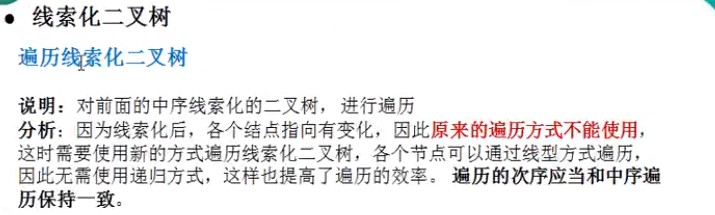 ● 线索化二叉树
遍历线索化二叉树
说明：对前面的中序线索化的二叉树， 进行遍历
分析：因为线索化后，各个结点指向有变化，因此原来的遍历方式不能使用，
这时需要使用新的方式遍历线索化二叉树，各个节点可以通过线型方式遍历，
因此无需使用递归方式，这样也提高了遍历的效率。 遍历的次序应当和中序遍
历保持一致。